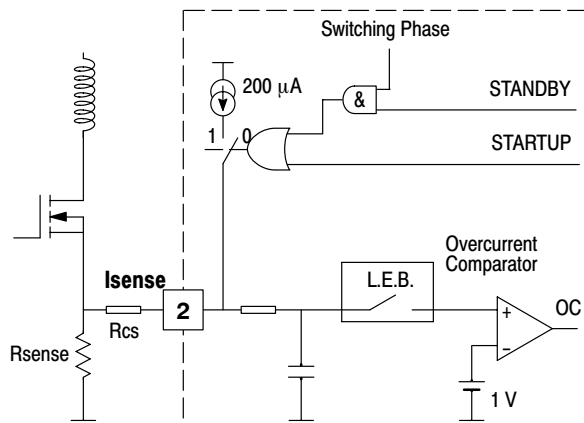 Switching Phase
200 μA
&
STANDBY
1 0
STARTUP
Overcurrent
Comparator
Isense
L.E.B.
2
+
OC
Rcs
−
Rsense
1 V